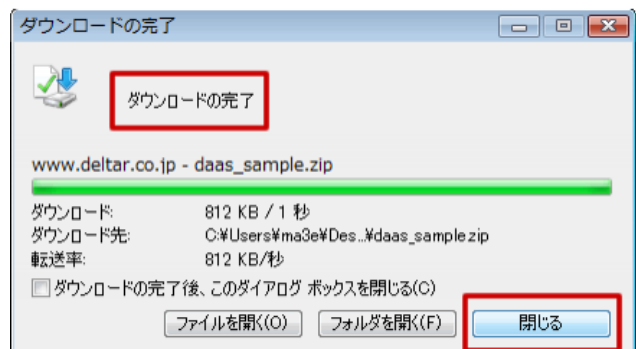 ダウンロードの完了
ダウンロードの完了
www.deltar.co.jp - daas_sample.zip
ダウンロード: 812 KB / 1 秒
ダウンロード先: C:¥Users¥ma3e¥Des...¥daas_sample.zip
転送率: 812 KB/秒
ダウンロードの完了後、このダイアログ ボックスを閉じる(C)
ファイルを開く(O) フォルダを開く(F) 閉じる